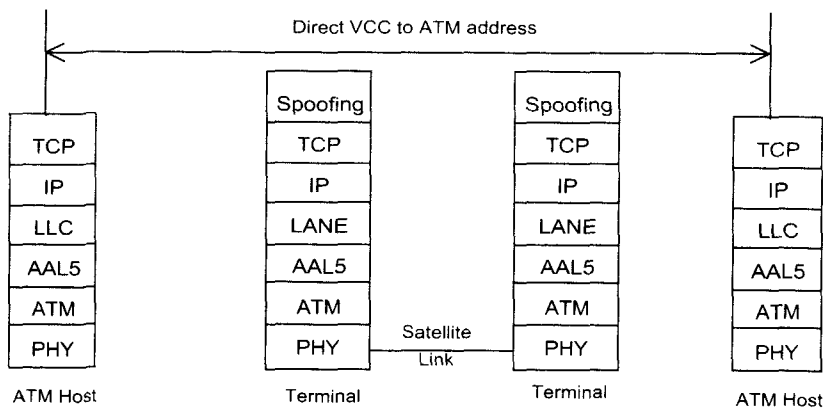 Direct VCC to ATM address
TCP
IP
LLC
AAL5
ATM
PHY
ATM Host
Spoofing
TCP
IP
LANE
AAL5
ATM
PHY
Terminal
Satellite
Link
Spoofing
TCP
IP
LANE
AAL5
ATM
PHY
Terminal
TCP
IP
LLC
AAL5
ATM
PHY
ATM Host